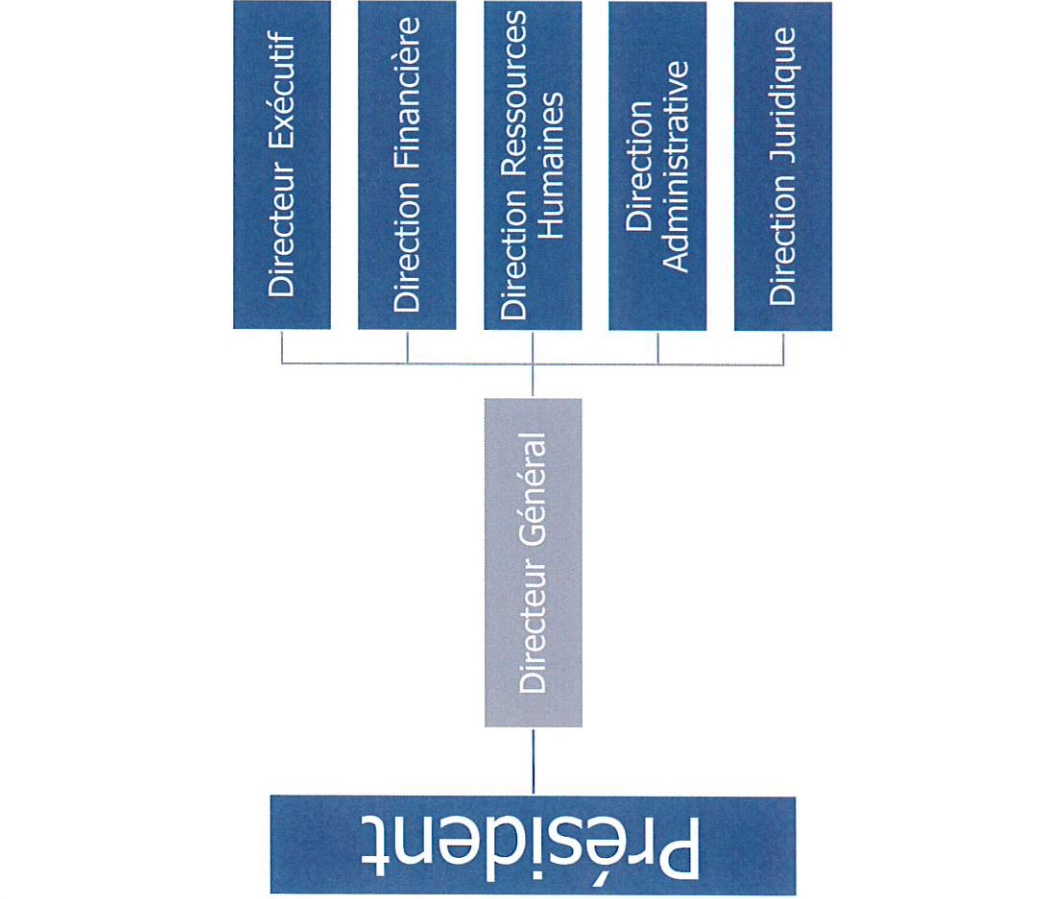 Président
Directeur Général
Directeur Exécutif
Direction Financière
Direction Ressources
Humaines
Direction
Administrative
Direction Juridique